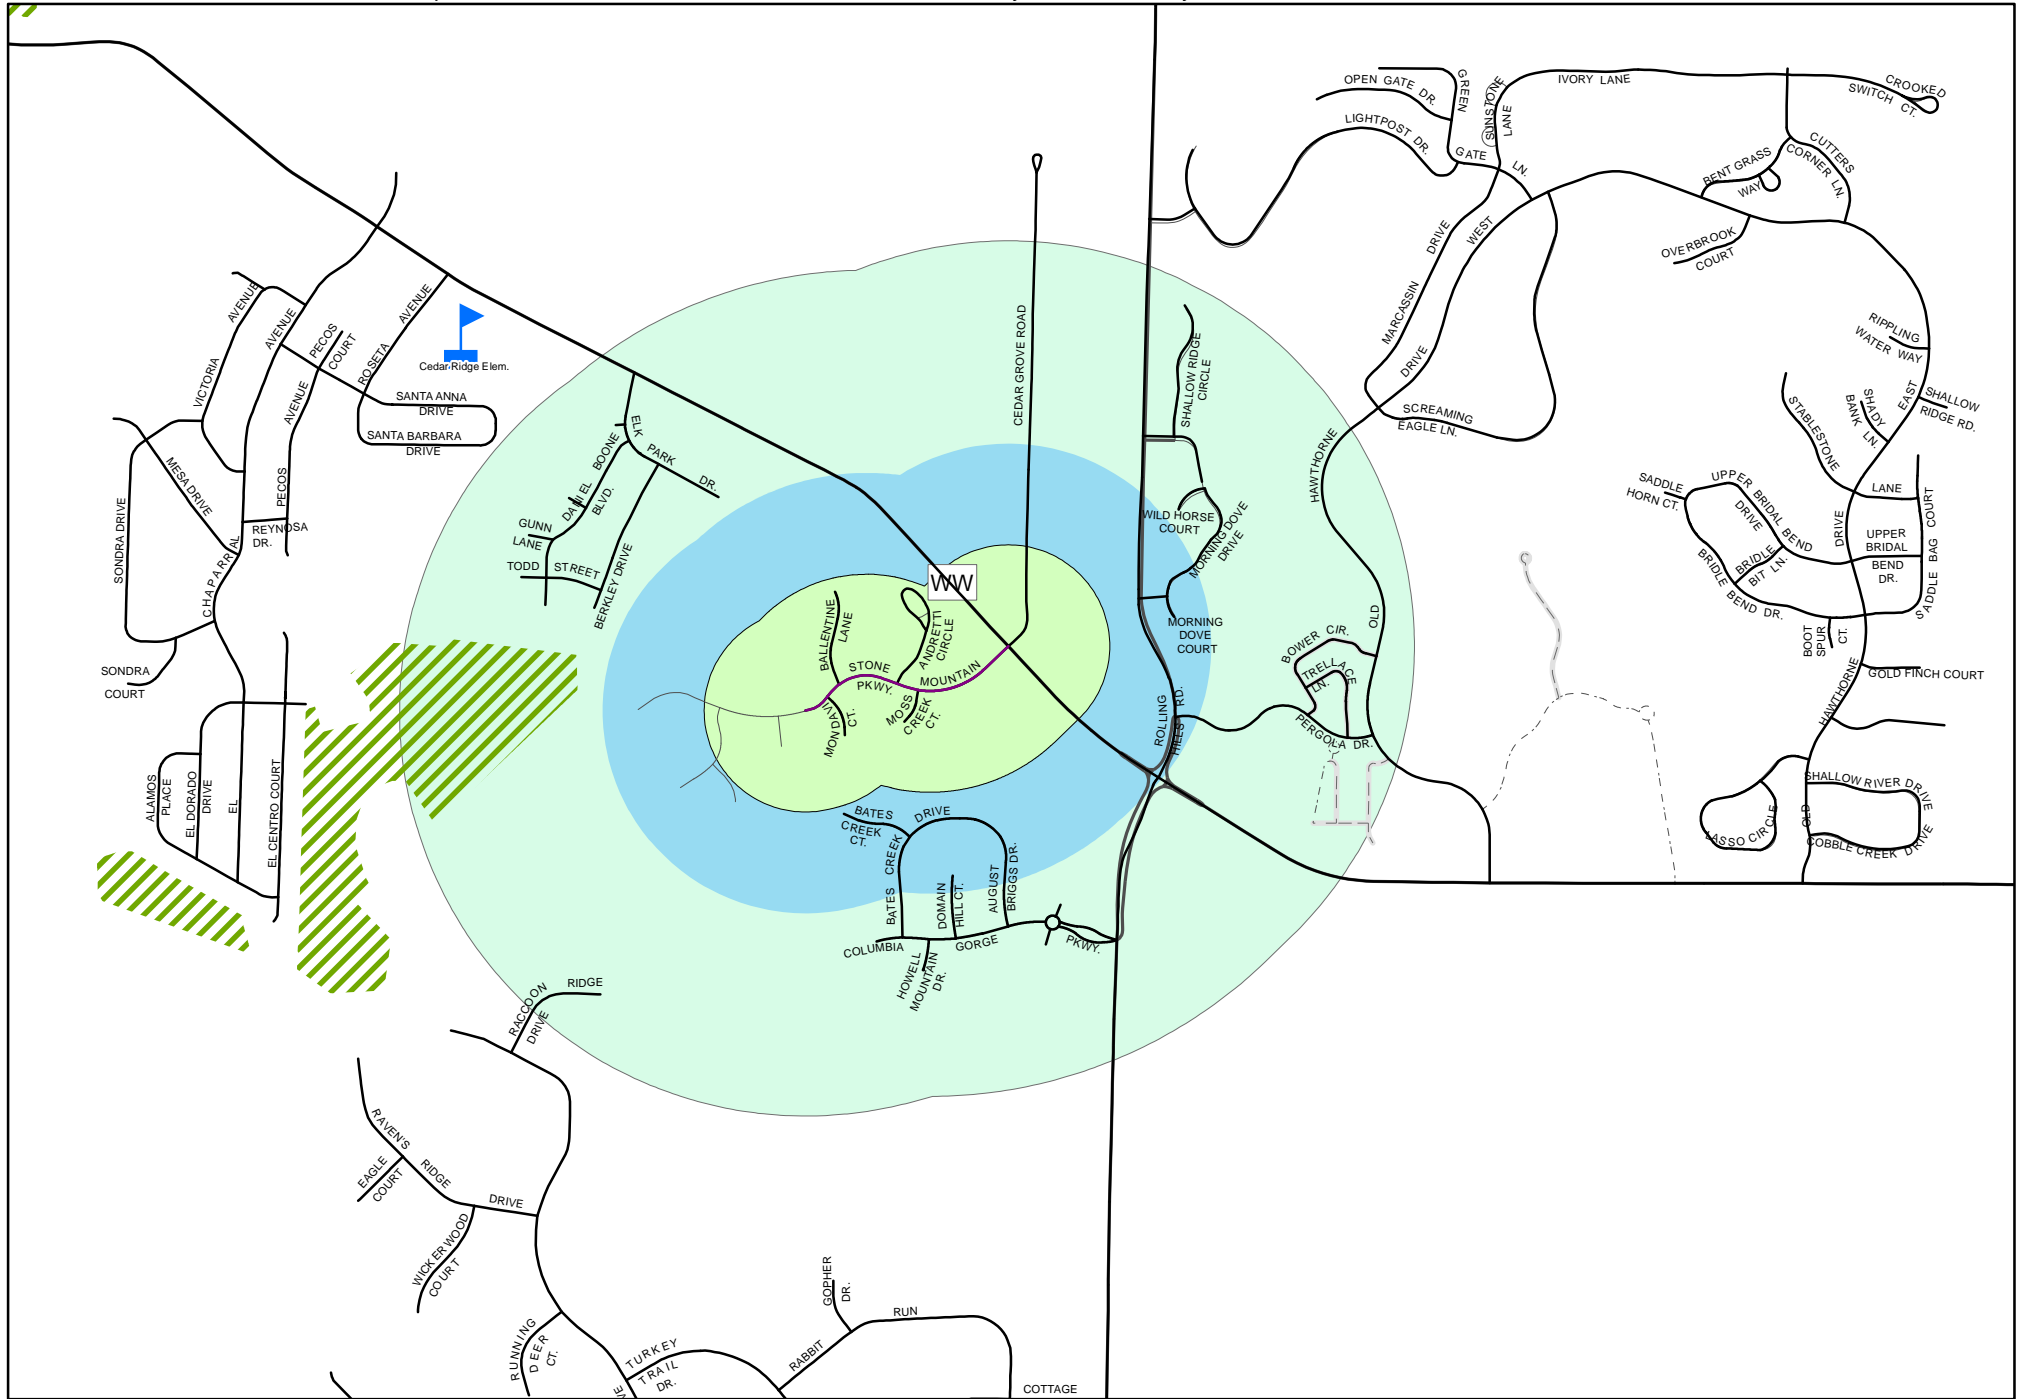 OPEN GATE DR.
GREEN
GATE LN.
SUNSTONE
LANE
IVORY LANE
CROOKED
SWITCH CT.
LIGHTPOST DR.
CUTTERS
CORNER LN.
BENT GRASS
WAY
OVERBROOK
COURT
MARCASSIN DRIVE
WEST
DRIVE
SCREAMING
EAGLE LN.
HAWTHORNE
OLD
RIPPLING
WATER WAY
EAST
SHALLOW
RIDGE RD.
SHADY
BANK LN.
STABLESTONE
LANE
SADDLE
HORN CT.
UPPER BRIDAL BEND
DRIVE
BRIDLE
BIT LN.
BRIDLE
BEND DR.
DRIVE
UPPER
BRIDAL
BEND
DR.
SADDLE BAG COURT
BOOT
SPUR
CT.
GOLD FINCH COURT
HAWTHORNE
OLD
SHALLOW RIVER DRIVE
LASSO CIRCLE
COBBLE CREEK DRIVE
VICTORIA
AVENUE
AVENUE
PECOS
COURT
ROSETA
AVENUE
Cedar Ridge Elem.
SANTA ANNA
DRIVE
SANTA BARBARA
DRIVE
PECOS
AVENUE
MESA DRIVE
SONDRA DRIVE
REYNOSA
DR.
CHAPARRAL
SONDRA
COURT
ALAMOS
PLACE
EL DORADO
DRIVE
EL
EL CENTRO COURT
CEDAR GROVE ROAD
ELK
PARK
DR.
DANIEL
BOONE
BLVD.
GUNN
LANE
TODD STREET
BERKLEY DRIVE
WW
SHALLOW RIDGE
CIRCLE
WILD HORSE
COURT
MORNING DOVE
DRIVE
MORNING
DOVE
COURT
BALLENTINE
LANE
ANDRETTI
CIRCLE
STONE
MOUNTAIN
PKWY.
MONDAVI
CT.
MOSS
CREEK
CT.
BOWER CIR.
TRELLACE
LN.
PERGOLA DR.
ROLLING
HILLS RD.
BATES
CREEK
CT.
BATES CREEK DRIVE
DOMAIN
HILL CT.
AUGUST
BRIGGS DR.
COLUMBIA
GORGE
PKWY.
HOWELL
MOUNTAIN
DR.
RACCOON RIDGE
DRIVE
RAVEN'S
RIDGE
DRIVE
EAGLE
COURT
WICKERWOOD
COURT
RUNNING
DEER
CT.
TURKEY
TRAIL
DR.
GOPHER
DR.
RABBIT
RUN
COTTAGE